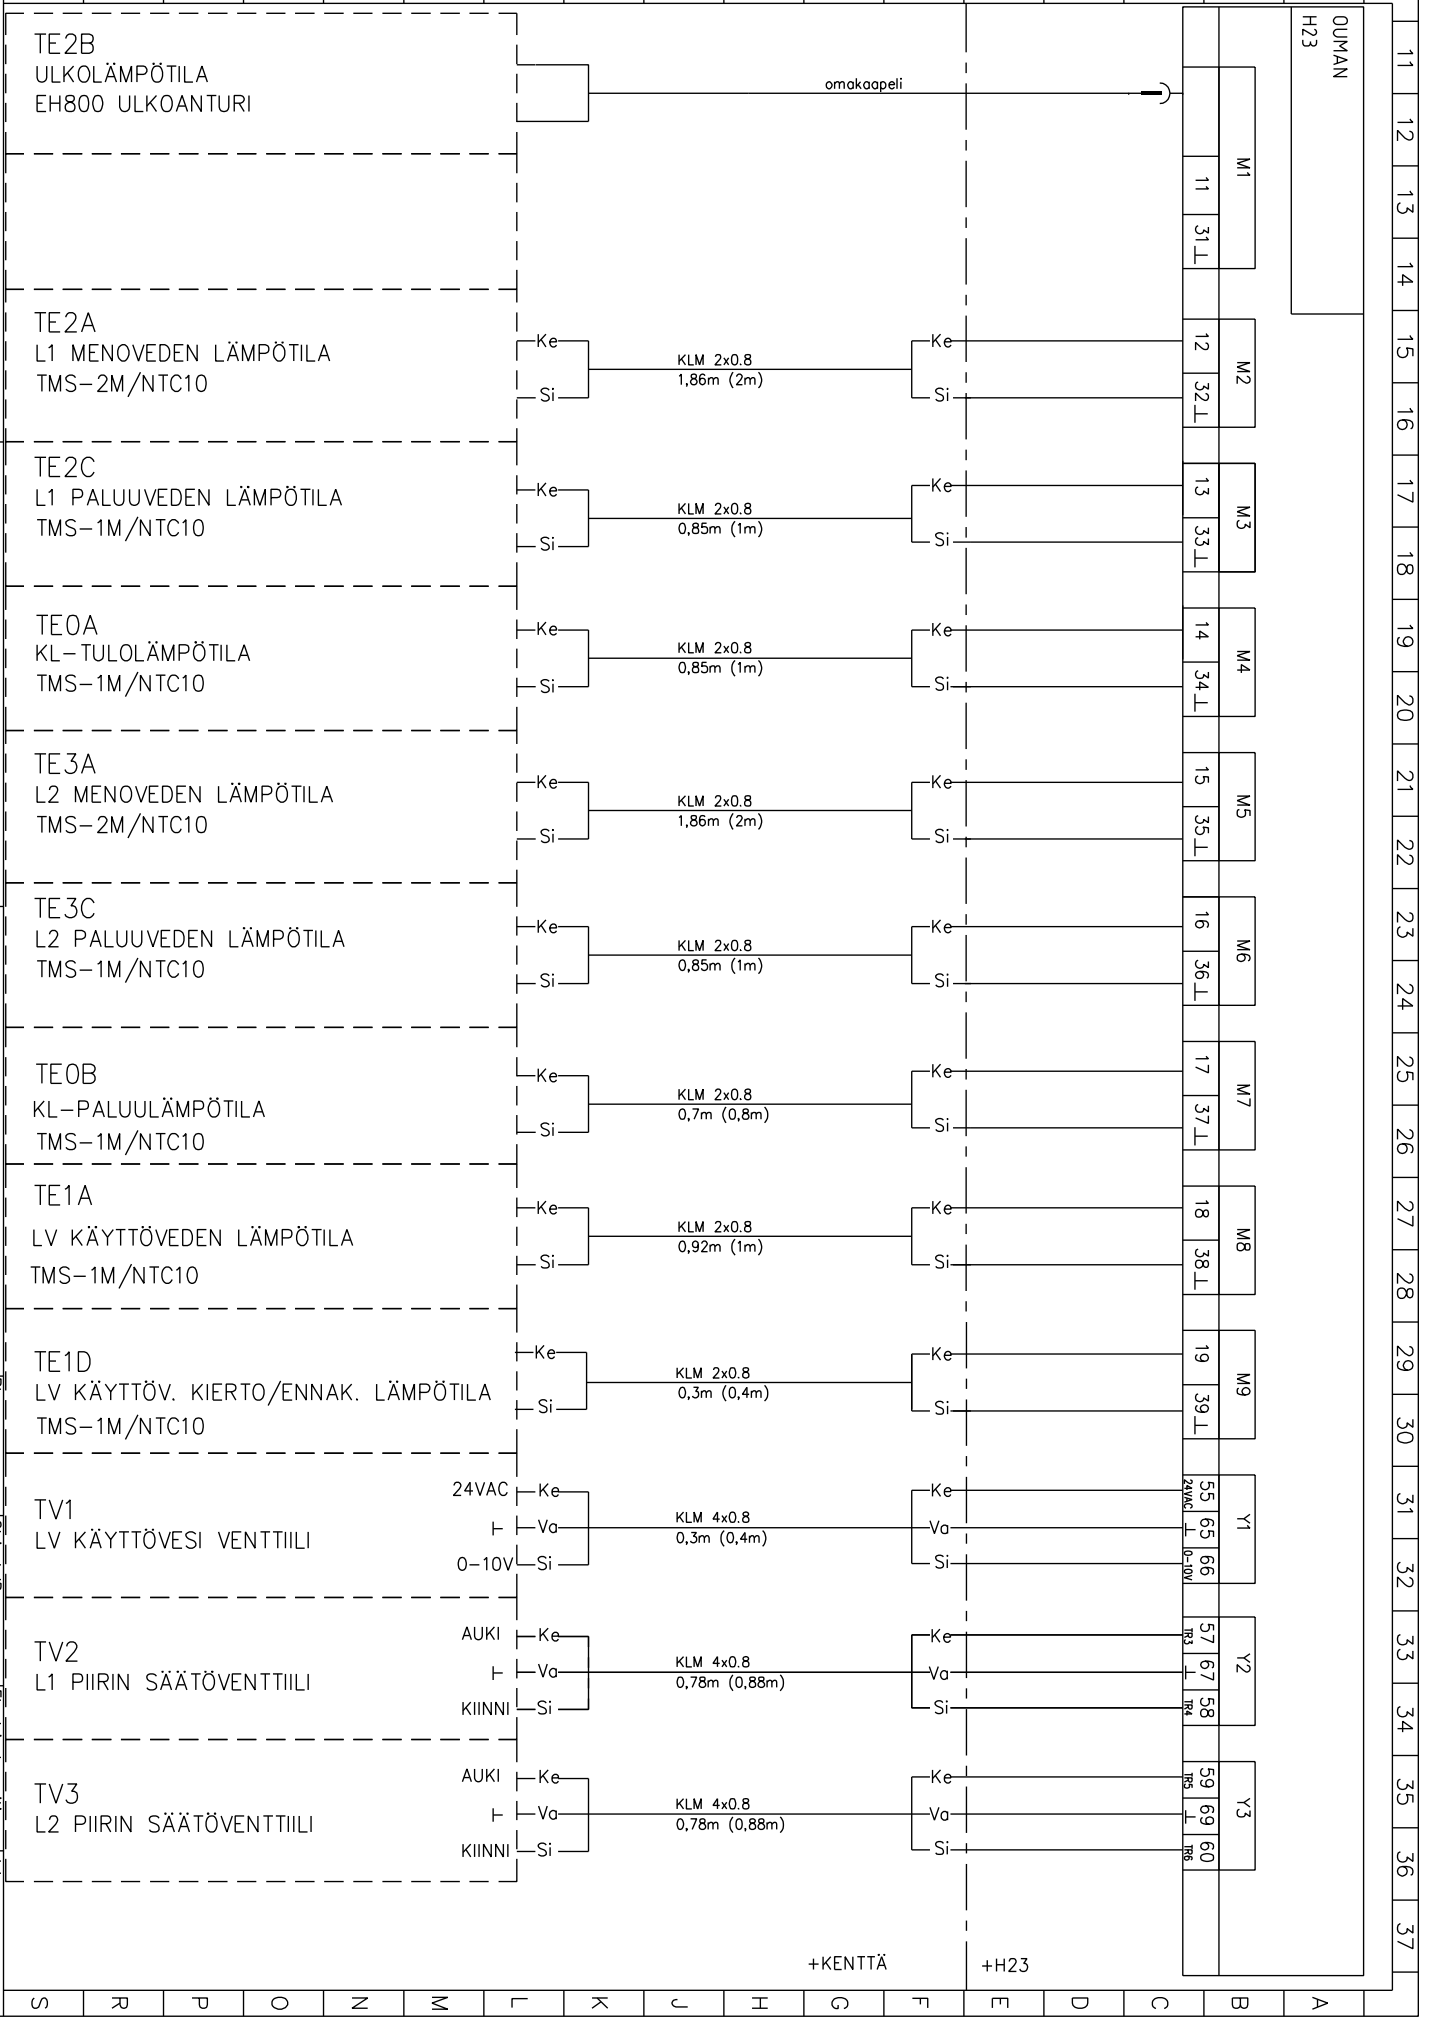 OUMAN
H23
TE2B
ULKOLÄMPÖTILA
EH800 ULKOANTURI
omakaapeli
M1
11
31
TE2A
L1 MENOVEDEN LÄMPÖTILA
TMS-2M/NTC10
Ke
Si
KLM 2x0.8
1,86m (2m)
Ke
Si
12
32
M2
TE2C
L1 PALUUVEDEN LÄMPÖTILA
TMS-1M/NTC10
Ke
Si
KLM 2x0.8
0,85m (1m)
Ke
Si
13
33
M3
TE0A
KL-TULOLÄMPÖTILA
TMS-1M/NTC10
Ke
Si
KLM 2x0.8
0,85m (1m)
Ke
Si
14
34
M4
TE3A
L2 MENOVEDEN LÄMPÖTILA
TMS-2M/NTC10
Ke
Si
KLM 2x0.8
1,86m (2m)
Ke
Si
15
35
M5
TE3C
L2 PALUUVEDEN LÄMPÖTILA
TMS-1M/NTC10
Ke
Si
KLM 2x0.8
0,85m (1m)
Ke
Si
16
36
M6
TE0B
KL-PALUULÄMPÖTILA
TMS-1M/NTC10
Ke
Si
KLM 2x0.8
0,7m (0,8m)
Ke
Si
17
37
M7
TE1A
LV KÄYTTÖVEDEN LÄMPÖTILA
TMS-1M/NTC10
Ke
Si
KLM 2x0.8
0,92m (1m)
Ke
Si
18
38
M8
TE1D
LV KÄYTTÖV. KIERTO/ENNAK. LÄMPÖTILA
TMS-1M/NTC10
Ke
Si
KLM 2x0.8
0,3m (0,4m)
Ke
Si
19
39
M9
TV1
LV KÄYTTÖVESI VENTTIILI
24VAC
0-10V
Ke
Va
Si
KLM 4x0.8
0,3m (0,4m)
Ke
Va
Si
55
24VAC
65
66
0-10V
Y1
TV2
L1 PIIRIN SÄÄTÖVENTTIILI
AUKI
KIINNI
Ke
Va
Si
KLM 4x0.8
0,78m (0,88m)
Ke
Va
Si
57
TR3
67
58
TR4
Y2
TV3
L2 PIIRIN SÄÄTÖVENTTIILI
AUKI
KIINNI
Ke
Va
Si
KLM 4x0.8
0,78m (0,88m)
Ke
Va
Si
59
TR5
69
60
TR6
Y3
+KENTTÄ
+H23
11
12
13
14
15
16
17
18
19
20
21
22
23
24
25
26
27
28
29
30
31
32
33
34
35
36
37
S R P O N M L K J H G F E D C B A